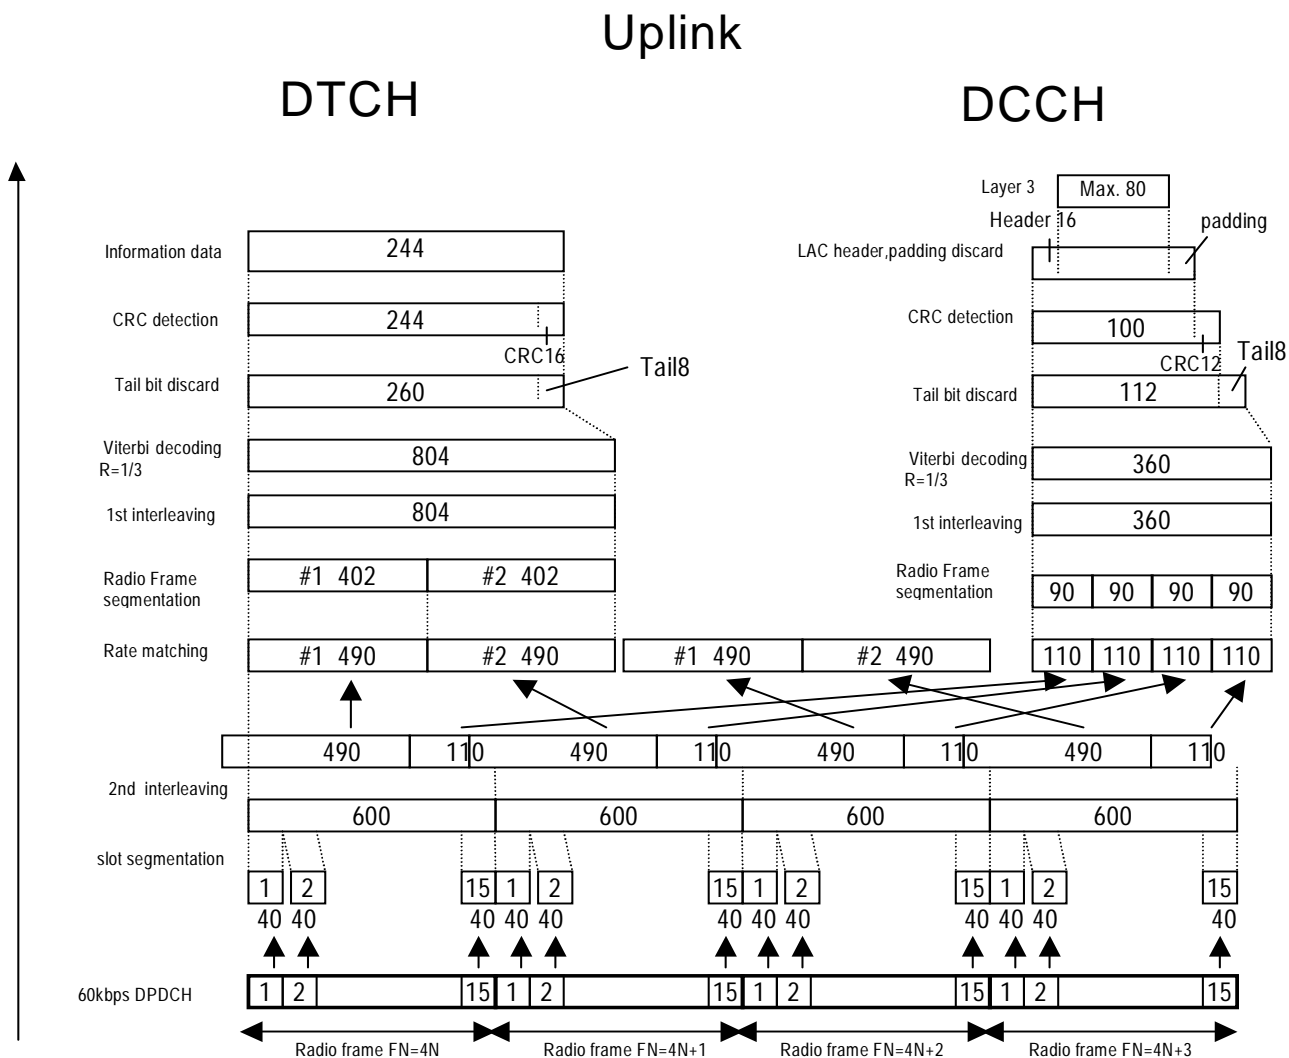 Uplink
DTCH
DCCH
Layer 3
Max. 80
Header 16
padding
Information data
244
LAC header,padding discard
CRC detection
244
CRC16
CRC detection
100
CRC12
Tail bit discard
260
Tail8
Tail bit discard
112
Tail8
Viterbi decoding
R=1/3
804
Viterbi decoding
R=1/3
360
1st interleaving
804
1st interleaving
360
Radio Frame
segmentation
#1 402
#2 402
Radio Frame
segmentation
90 90 90 90
Rate matching
#1 490
#2 490
#1 490
#2 490
110 110 110 110
490 110 490 110 490 110 490 110
2nd interleaving
600 600 600 600
slot segmentation
1 2 15 1 2 15 1 2 15 1 2 15
40 40 40 40 40 40 40 40 40 40 40 40
60kbps DPDCH
1 2 15 1 2 15 1 2 15 1 2 15
Radio frame FN=4N
Radio frame FN=4N+1
Radio frame FN=4N+2
Radio frame FN=4N+3